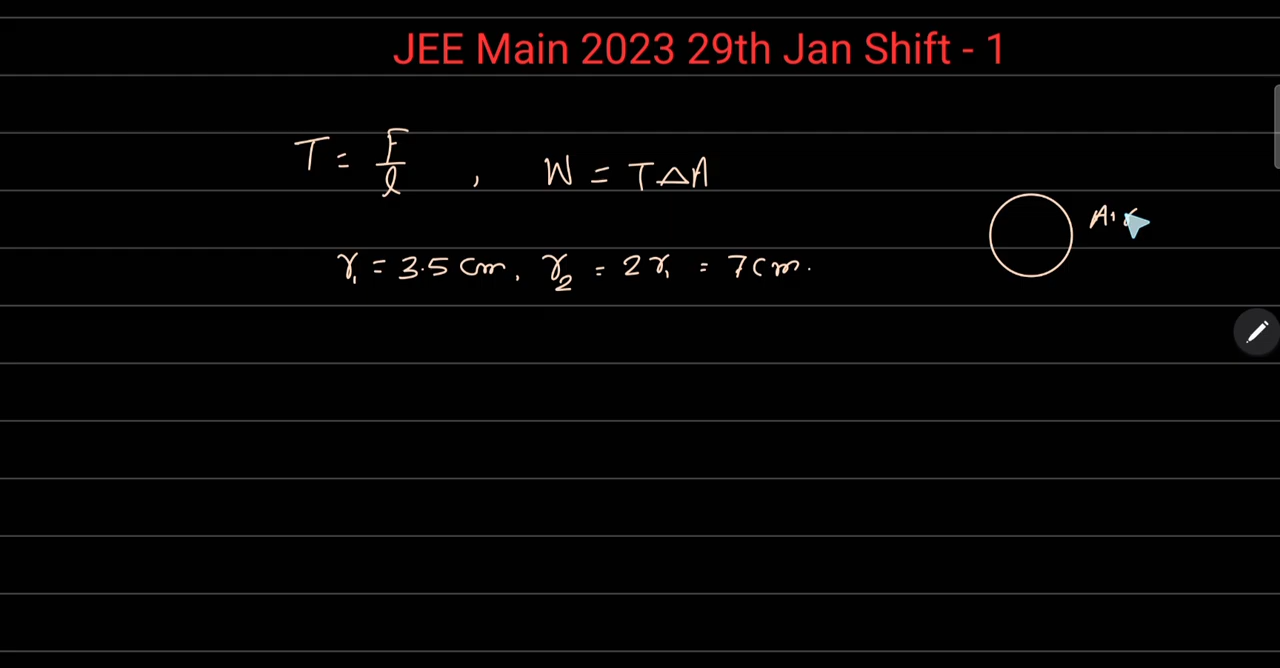 JEE Main 2023 29th Jan Shift - 1
T = F/l , W = TΔA
r₁ = 3.5 cm, r₂ = 2r₁ = 7 cm.